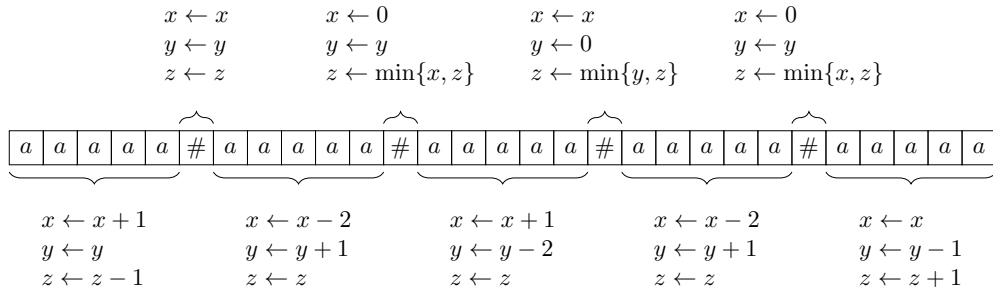 x ← x x ← 0 x ← x x ← 0
y ← y y ← y y ← 0 y ← y
z ← z z ← min{x, z} z ← min{y, z} z ← min{x, z}
a a a a a # a a a a a # a a a a a # a a a a a # a a a a a
x ← x + 1 x ← x − 2 x ← x + 1 x ← x − 2 x ← x
y ← y y ← y + 1 y ← y − 2 y ← y + 1 y ← y − 1
z ← z − 1 z ← z z ← z z ← z z ← z + 1